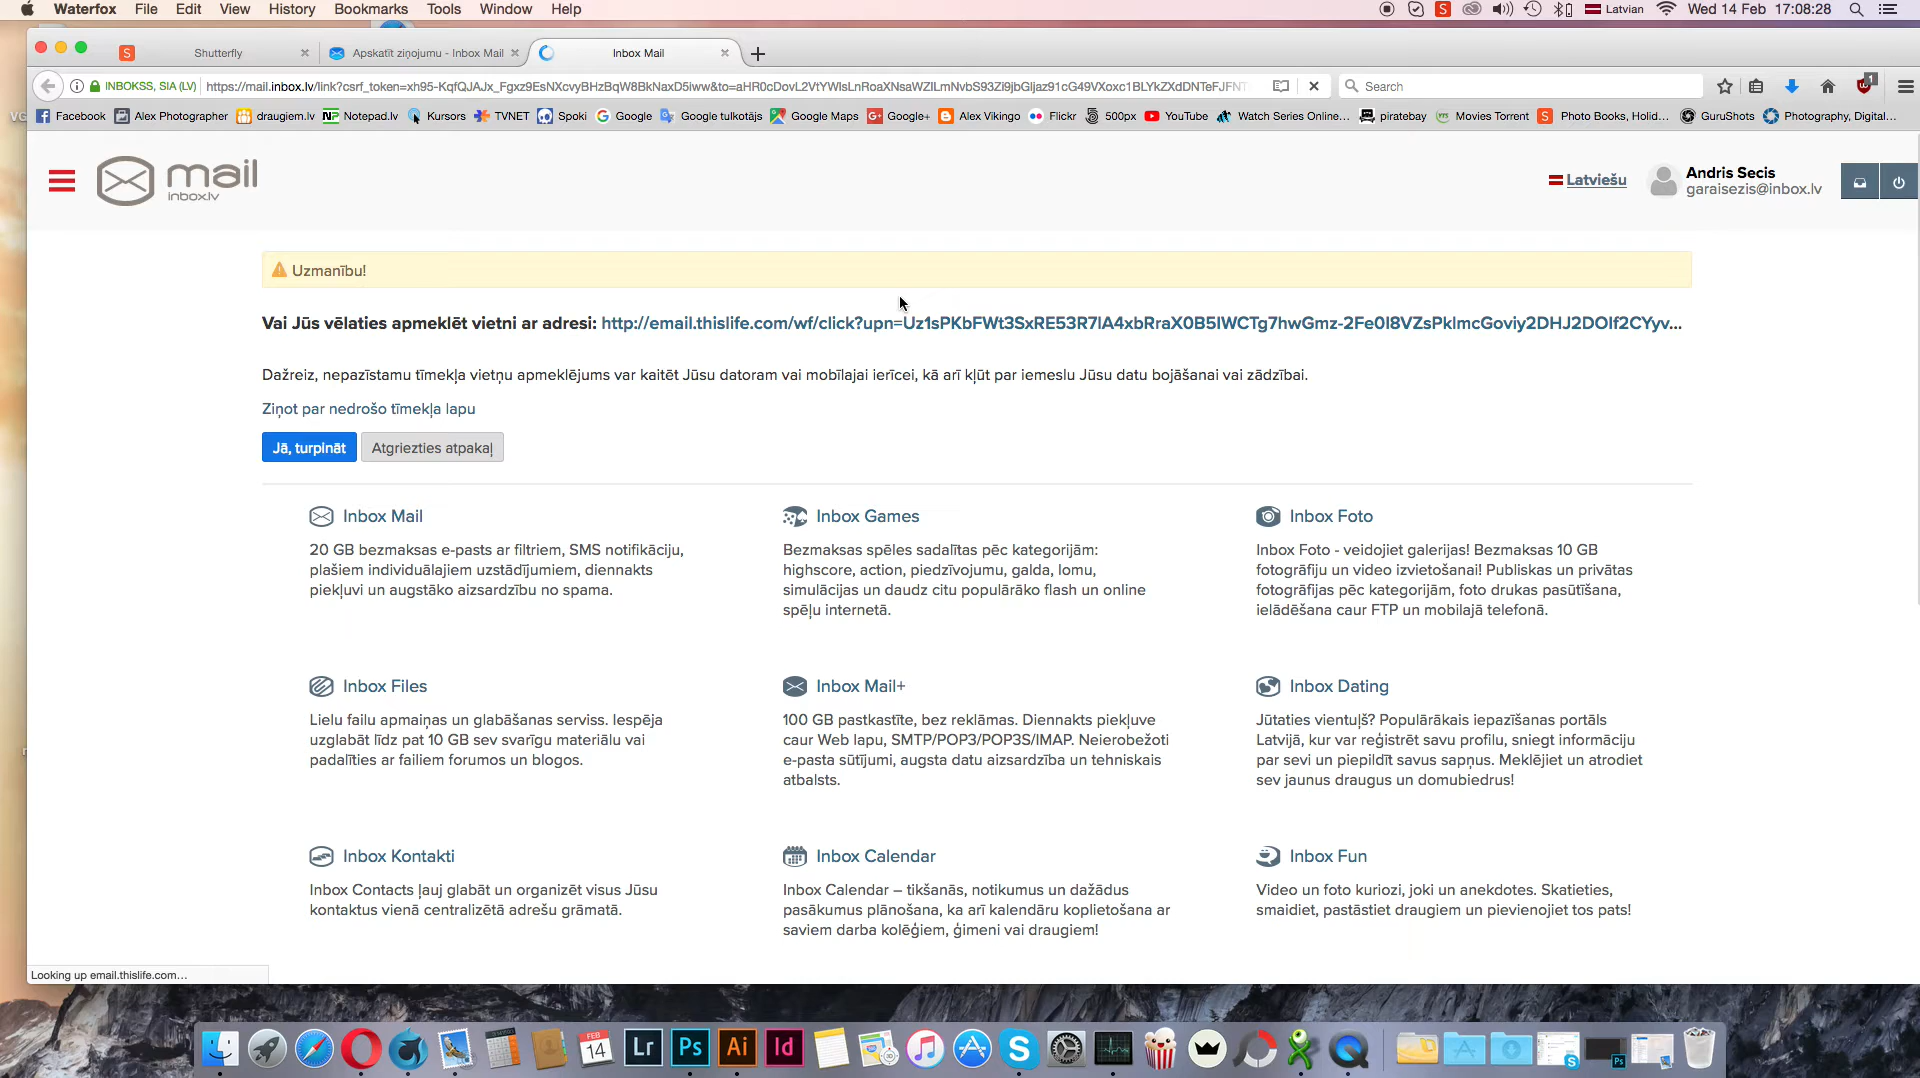 Waterfox File Edit View History Bookmarks Tools Window Help Latvian Wed 14 Feb 17:08:28
Shutterfly Apskatīt ziņojumu - Inbox Mail Inbox Mail
INBOKSS, SIA (LV) Search 1
Facebook Alex Photographer draugiem.lv Notepad.lv Kursors TVNET Spoki Google Google tulkotājs Google Maps Google+ Alex Vikingo Flickr 500px YouTube Watch Series Online... piratebay Movies Torrent Photo Books, Holid... GuruShots Photography, Digital...
mail
inbox.lv
Latviešu
Andris Secis
garaisezis@inbox.lv
Uzmanību!
Vai Jūs vēlaties apmeklēt vietni ar adresi: http://email.thislife.com/wf/click?upn=Uz1sPKbFWt3SxRE53R7lA4xbRraX0B5IWCTg7hwGmz-2Fe0l8VZsPklmcGoviy2DHJ2DOIf2CYyv...
Dažreiz, nepazīstamu tīmekļa vietņu apmeklējums var kaitēt Jūsu datoram vai mobīlajai ierīcei, kā arī kļūt par iemeslu Jūsu datu bojāšanai vai zādzībai.
Ziņot par nedrošo tīmekļa lapu
Jā, turpināt Atgriezties atpakaļ
Inbox Mail
20 GB bezmaksas e-pasts ar filtriem, SMS notifikāciju,
plašiem individuālajiem uzstādījumiem, diennakts
piekļuvi un augstāko aizsardzību no spama.
Inbox Games
Bezmaksas spēles sadalītas pēc kategorijām:
highscore, action, piedzīvojumu, galda, lomu,
simulācijas un daudz citu populārāko flash un online
spēļu internetā.
Inbox Foto
Inbox Foto - veidojiet galerijas! Bezmaksas 10 GB
fotogrāfiju un video izvietošanai! Publiskas un privātas
fotogrāfijas pēc kategorijām, foto drukas pasūtīšana,
ielādēšana caur FTP un mobilajā telefonā.
Inbox Files
Lielu failu apmaiņas un glabāšanas serviss. Iespēja
uzglabāt līdz pat 10 GB sev svarīgu materiālu vai
padalīties ar failiem forumos un blogos.
Inbox Mail+
100 GB pastkastīte, bez reklāmas. Diennakts piekļuve
caur Web lapu, SMTP/POP3/POP3S/IMAP. Neierobežoti
e-pasta sūtījumi, augsta datu aizsardzība un tehniskais
atbalsts.
Inbox Dating
Jūtaties vientuļš? Populārākais iepazīšanas portāls
Latvijā, kur var reģistrēt savu profilu, sniegt informāciju
par sevi un piepildīt savus sapņus. Meklējiet un atrodiet
sev jaunus draugus un domubiedrus!
Inbox Kontakti
Inbox Contacts ļauj glabāt un organizēt visus Jūsu
kontaktus vienā centralizētā adrešu grāmatā.
Inbox Calendar
Inbox Calendar – tikšanās, notikumus un dažādus
pasākumus plānošana, ka arī kalendāru koplietošana ar
saviem darba kolēģiem, ģimeni vai draugiem!
Inbox Fun
Video un foto kuriozi, joki un anekdotes. Skatieties,
smaidiet, pastāstiet draugiem un pievienojiet tos pats!
Looking up email.thislife.com...
FEB
14
Lr Ps Ai Id